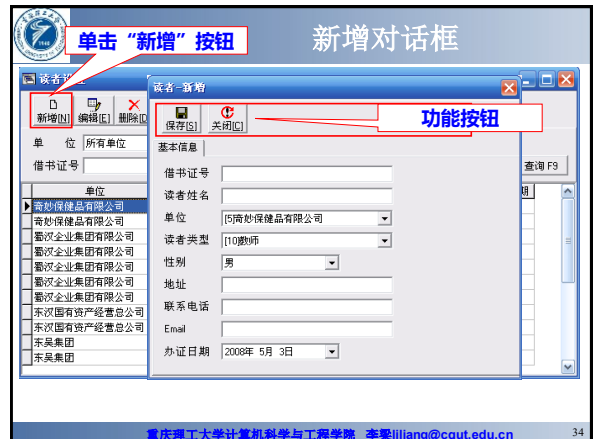 新增对话框
单击“新增”按钮
读者设
读者-新增
新增[N] 编辑[E] 删除[D
保存[S] 关闭[C]
功能按钮
单 位 所有单位
基本信息
借书证号
查询 F9
借书证号
读者姓名
单位 [5]奇妙保健品有限公司
读者类型 [10]教师
性别 男
地址
联系电话
Email
办证日期 2008年 5月 3日
单位
期
奇妙保健品有限公司
奇妙保健品有限公司
蜀汉企业集团有限公司
蜀汉企业集团有限公司
蜀汉企业集团有限公司
蜀汉企业集团有限公司
蜀汉企业集团有限公司
东汉国有资产经营总公司
东汉国有资产经营总公司
东吴集团
东吴集团
重庆理工大学计算机科学与工程学院 李梁liliang@cqut.edu.cn 34